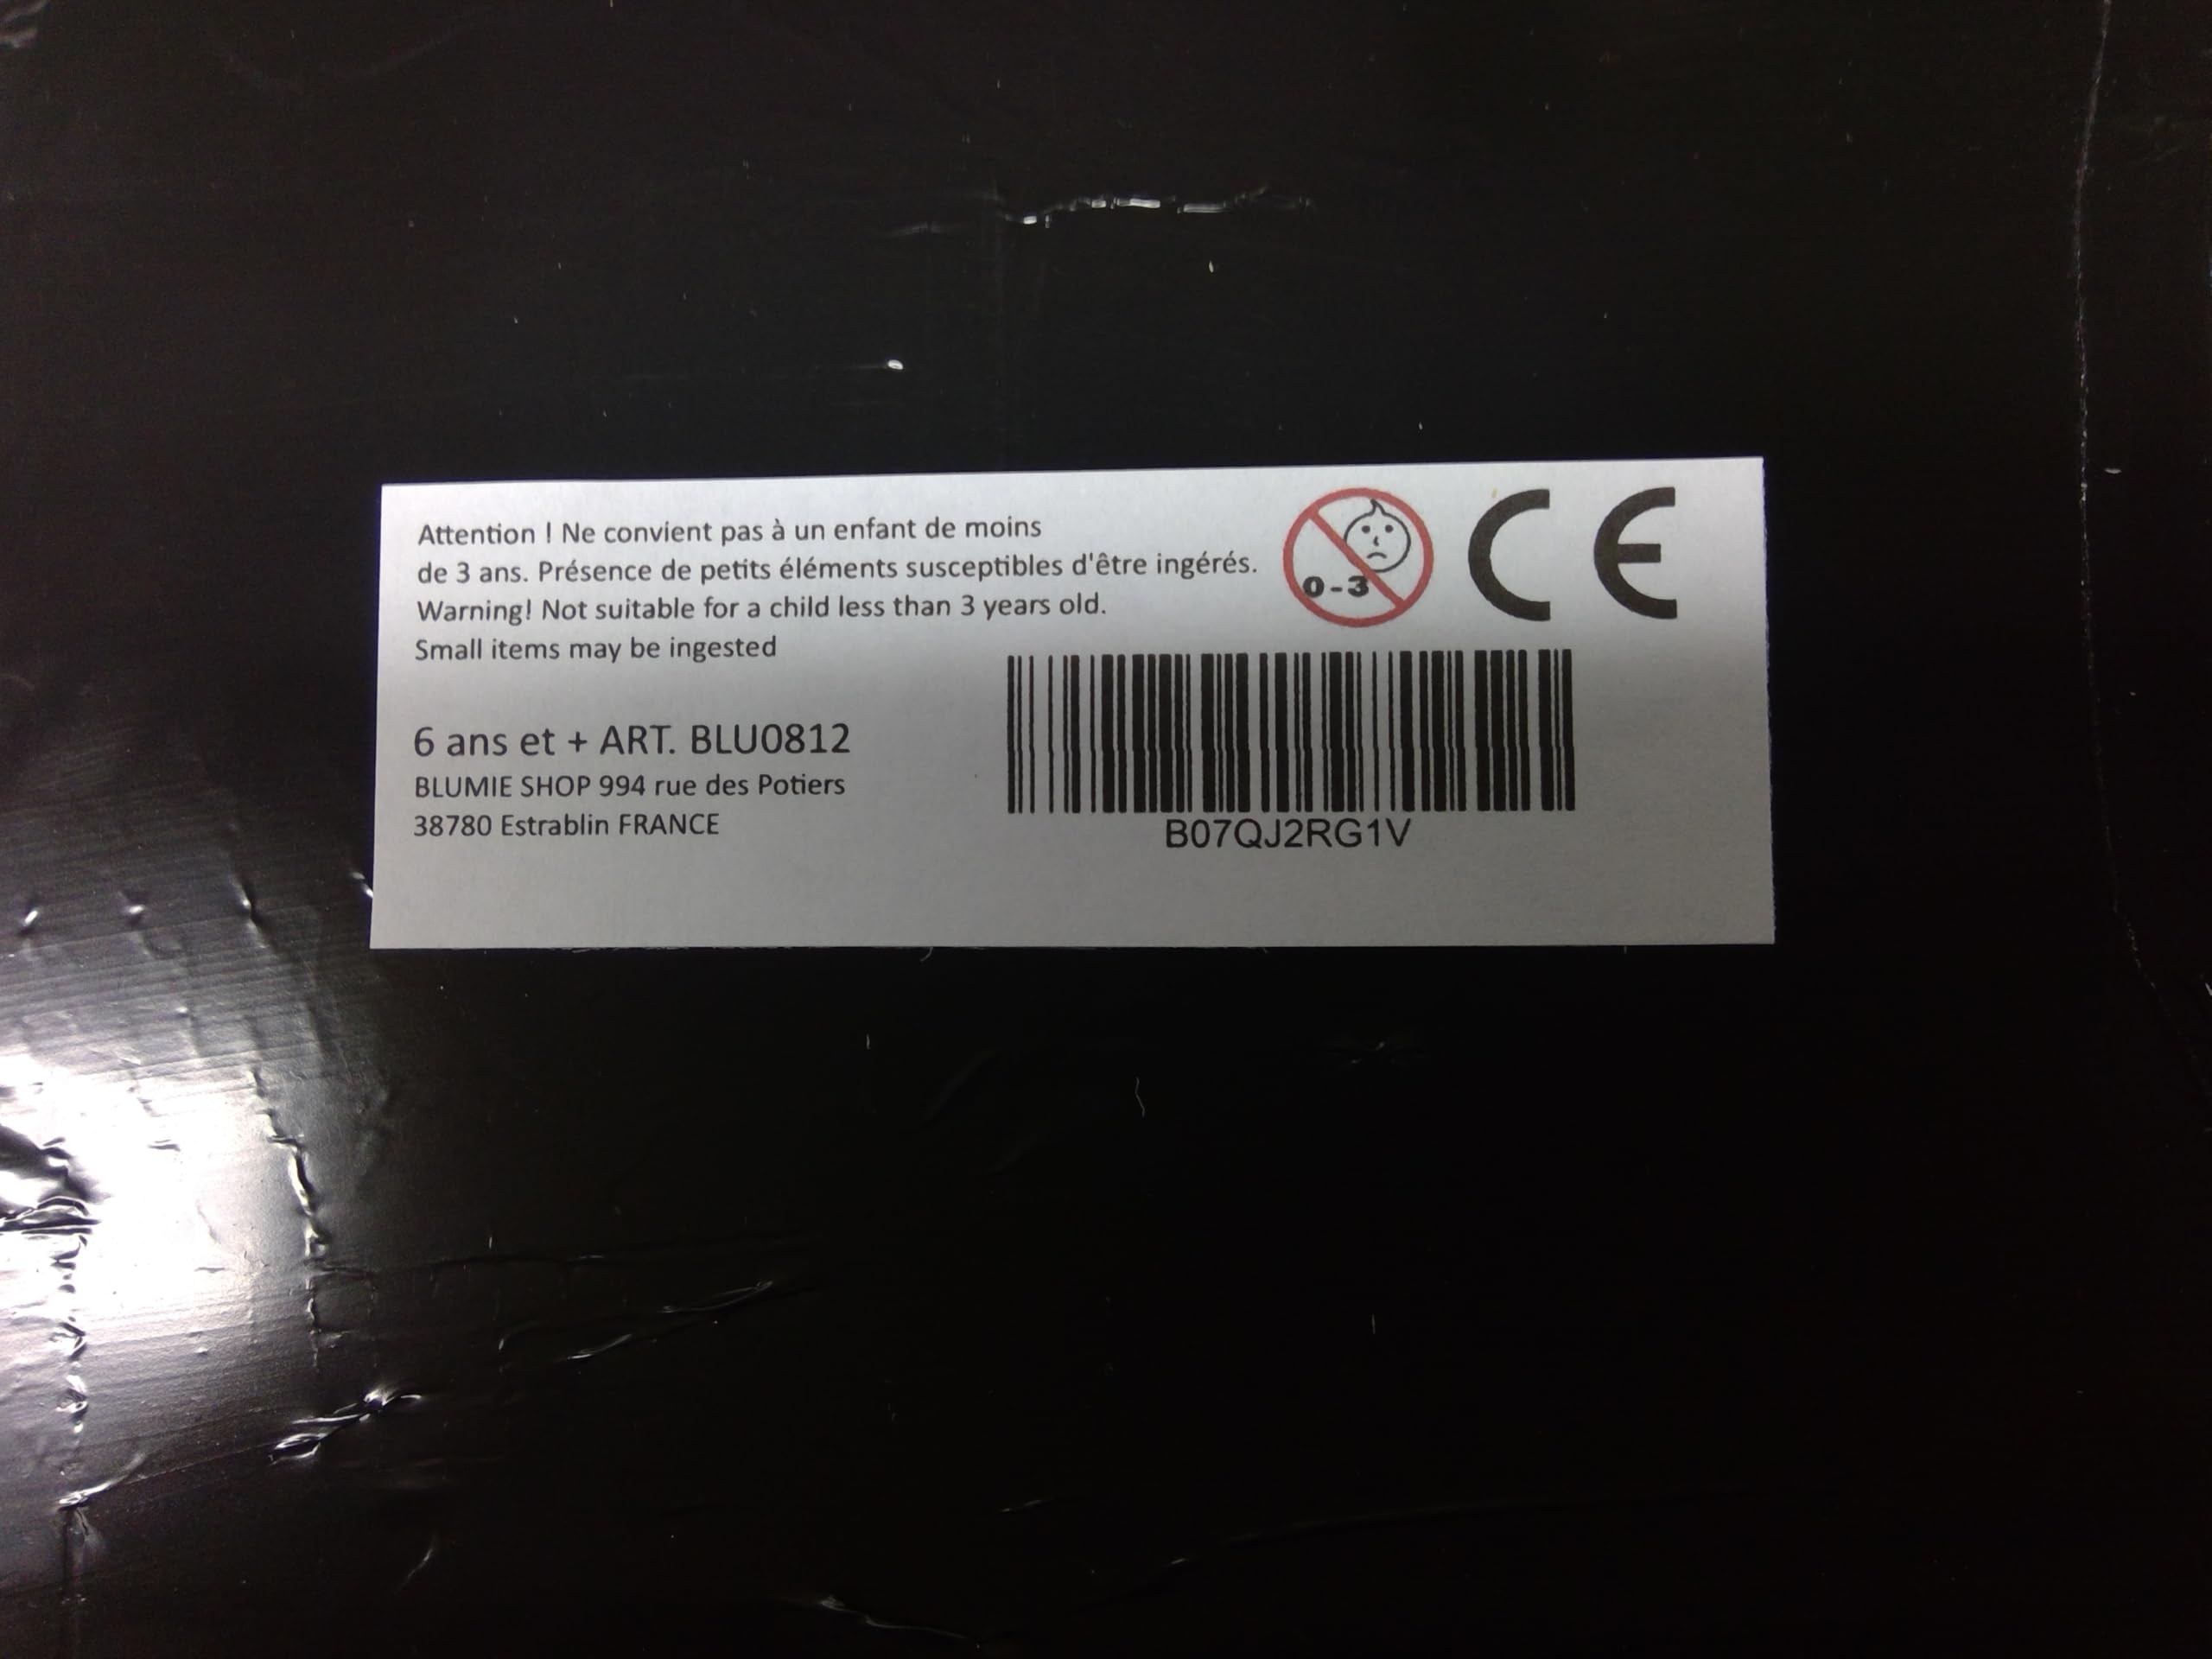 Attention ! Ne convient pas à un enfant de moins
de 3 ans. Présence de petits éléments susceptibles d'être ingérés.
Warning! Not suitable for a child less than 3 years old.
Small items may be ingested
0-3
CE
6 ans et + ART. BLU0812
BLUMIE SHOP 994 rue des Potiers
38780 Estrablin FRANCE
B07QJ2RG1V